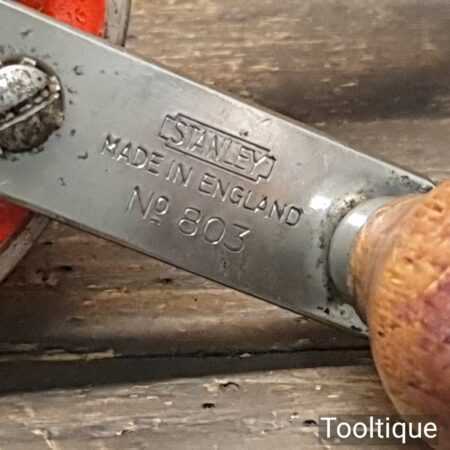 STANLEY
MADE IN ENGLAND
Nº 803
Tooltique